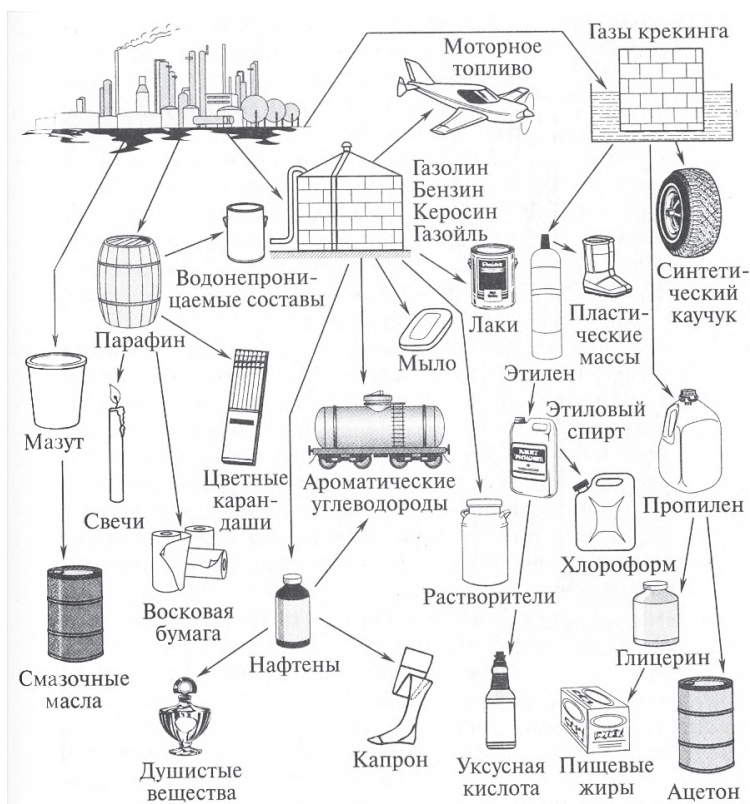 Моторное
топливо
Газы крекинга
Газолин
Бензин
Керосин
Газойль
Водонепрони-
цаемые составы
Парафин
Лаки
Мыло
Этилен
Пласти-
ческие
массы
Синтети-
ческий
каучук
Мазут
Свечи
Цветные
каран-
даши
Ароматические
углеводороды
Этиловый
спирт
Пропилен
Хлороформ
Восковая
бумага
Растворители
Смазочные
масла
Нафтены
Глицерин
Душистые
вещества
Капрон
Уксусная
кислота
Пищевые
жиры
Ацетон